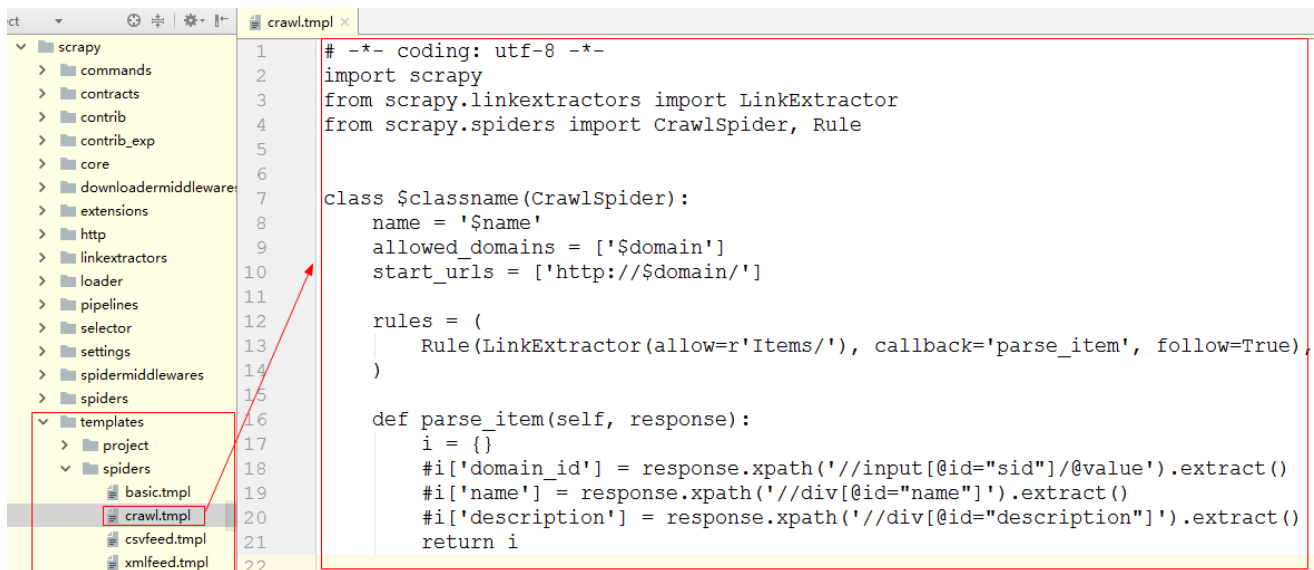 ct
crawl.tmpl
scrapy
commands
contracts
contrib
contrib_exp
core
downloadermiddlewares
extensions
http
linkextractors
loader
pipelines
selector
settings
spidermiddlewares
spiders
templates
project
spiders
basic.tmpl
crawl.tmpl
csvfeed.tmpl
xmlfeed.tmpl
1 # -*- coding: utf-8 -*-
2 import scrapy
3 from scrapy.linkextractors import LinkExtractor
4 from scrapy.spiders import CrawlSpider, Rule
5
6
7 class $classname(CrawlSpider):
8 name = '$name'
9 allowed_domains = ['$domain']
10 start_urls = ['http://$domain/']
11
12 rules = (
13 Rule(LinkExtractor(allow=r'Items/'), callback='parse_item', follow=True),
14 )
15
16 def parse_item(self, response):
17 i = {}
18 #i['domain_id'] = response.xpath('//input[@id="sid"]/@value').extract()
19 #i['name'] = response.xpath('//div[@id="name"]').extract()
20 #i['description'] = response.xpath('//div[@id="description"]').extract()
21 return i
22